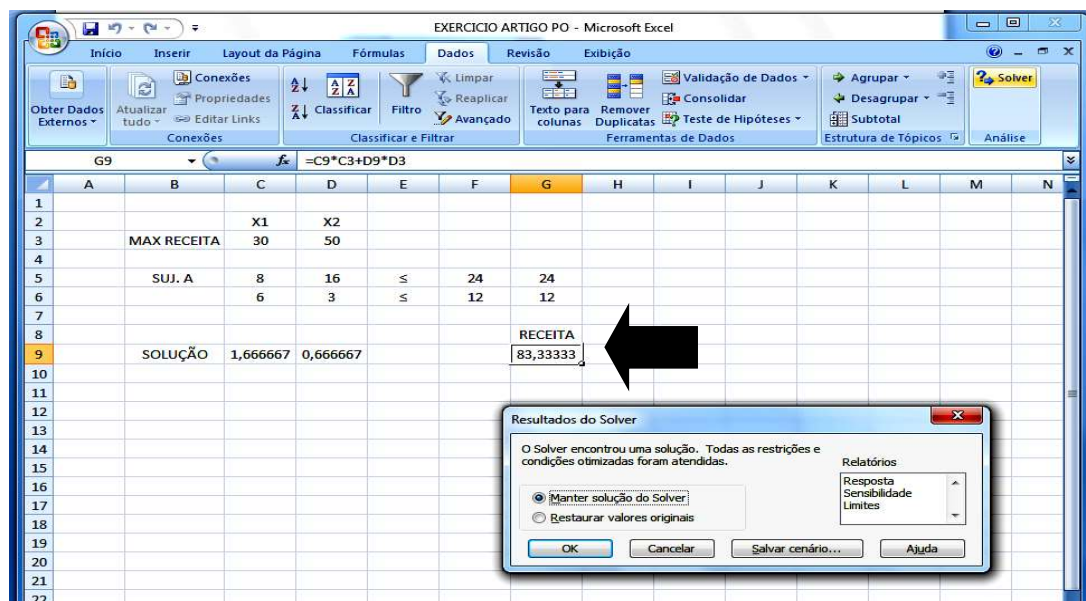 EXERCICIO ARTIGO PO - Microsoft Excel
Início Inserir Layout da Página Fórmulas Dados Revisão Exibição
Obter Dados Externos
Atualizar tudo
Conexões
Propriedades
Editar Links
Conexões
Classificar
Filtro
Limpar
Reaplicar
Avançado
Classificar e Filtrar
Texto para colunas
Remover Duplicatas
Validação de Dados
Consolidar
Teste de Hipóteses
Ferramentas de Dados
Agrupar
Desagrupar
Subtotal
Estrutura de Tópicos
Solver
Análise
G9 fx =C9*C3+D9*D3
A B C D E F G H I J K L M N
1
2 X1 X2
3 MAX RECEITA 30 50
4
5 SUJ. A 8 16 ≤ 24 24
6 6 3 ≤ 12 12
7
8 RECEITA
9 SOLUÇÃO 1,666667 0,666667 83,33333
10
11
12
13
14
15
16
17
18
19
20
21
22
Resultados do Solver
O Solver encontrou uma solução. Todas as restrições e
condições otimizadas foram atendidas.
Relatórios
Resposta
Sensibilidade
Limites
Manter solução do Solver
Restaurar valores originais
OK Cancelar Salvar cenário... Ajuda